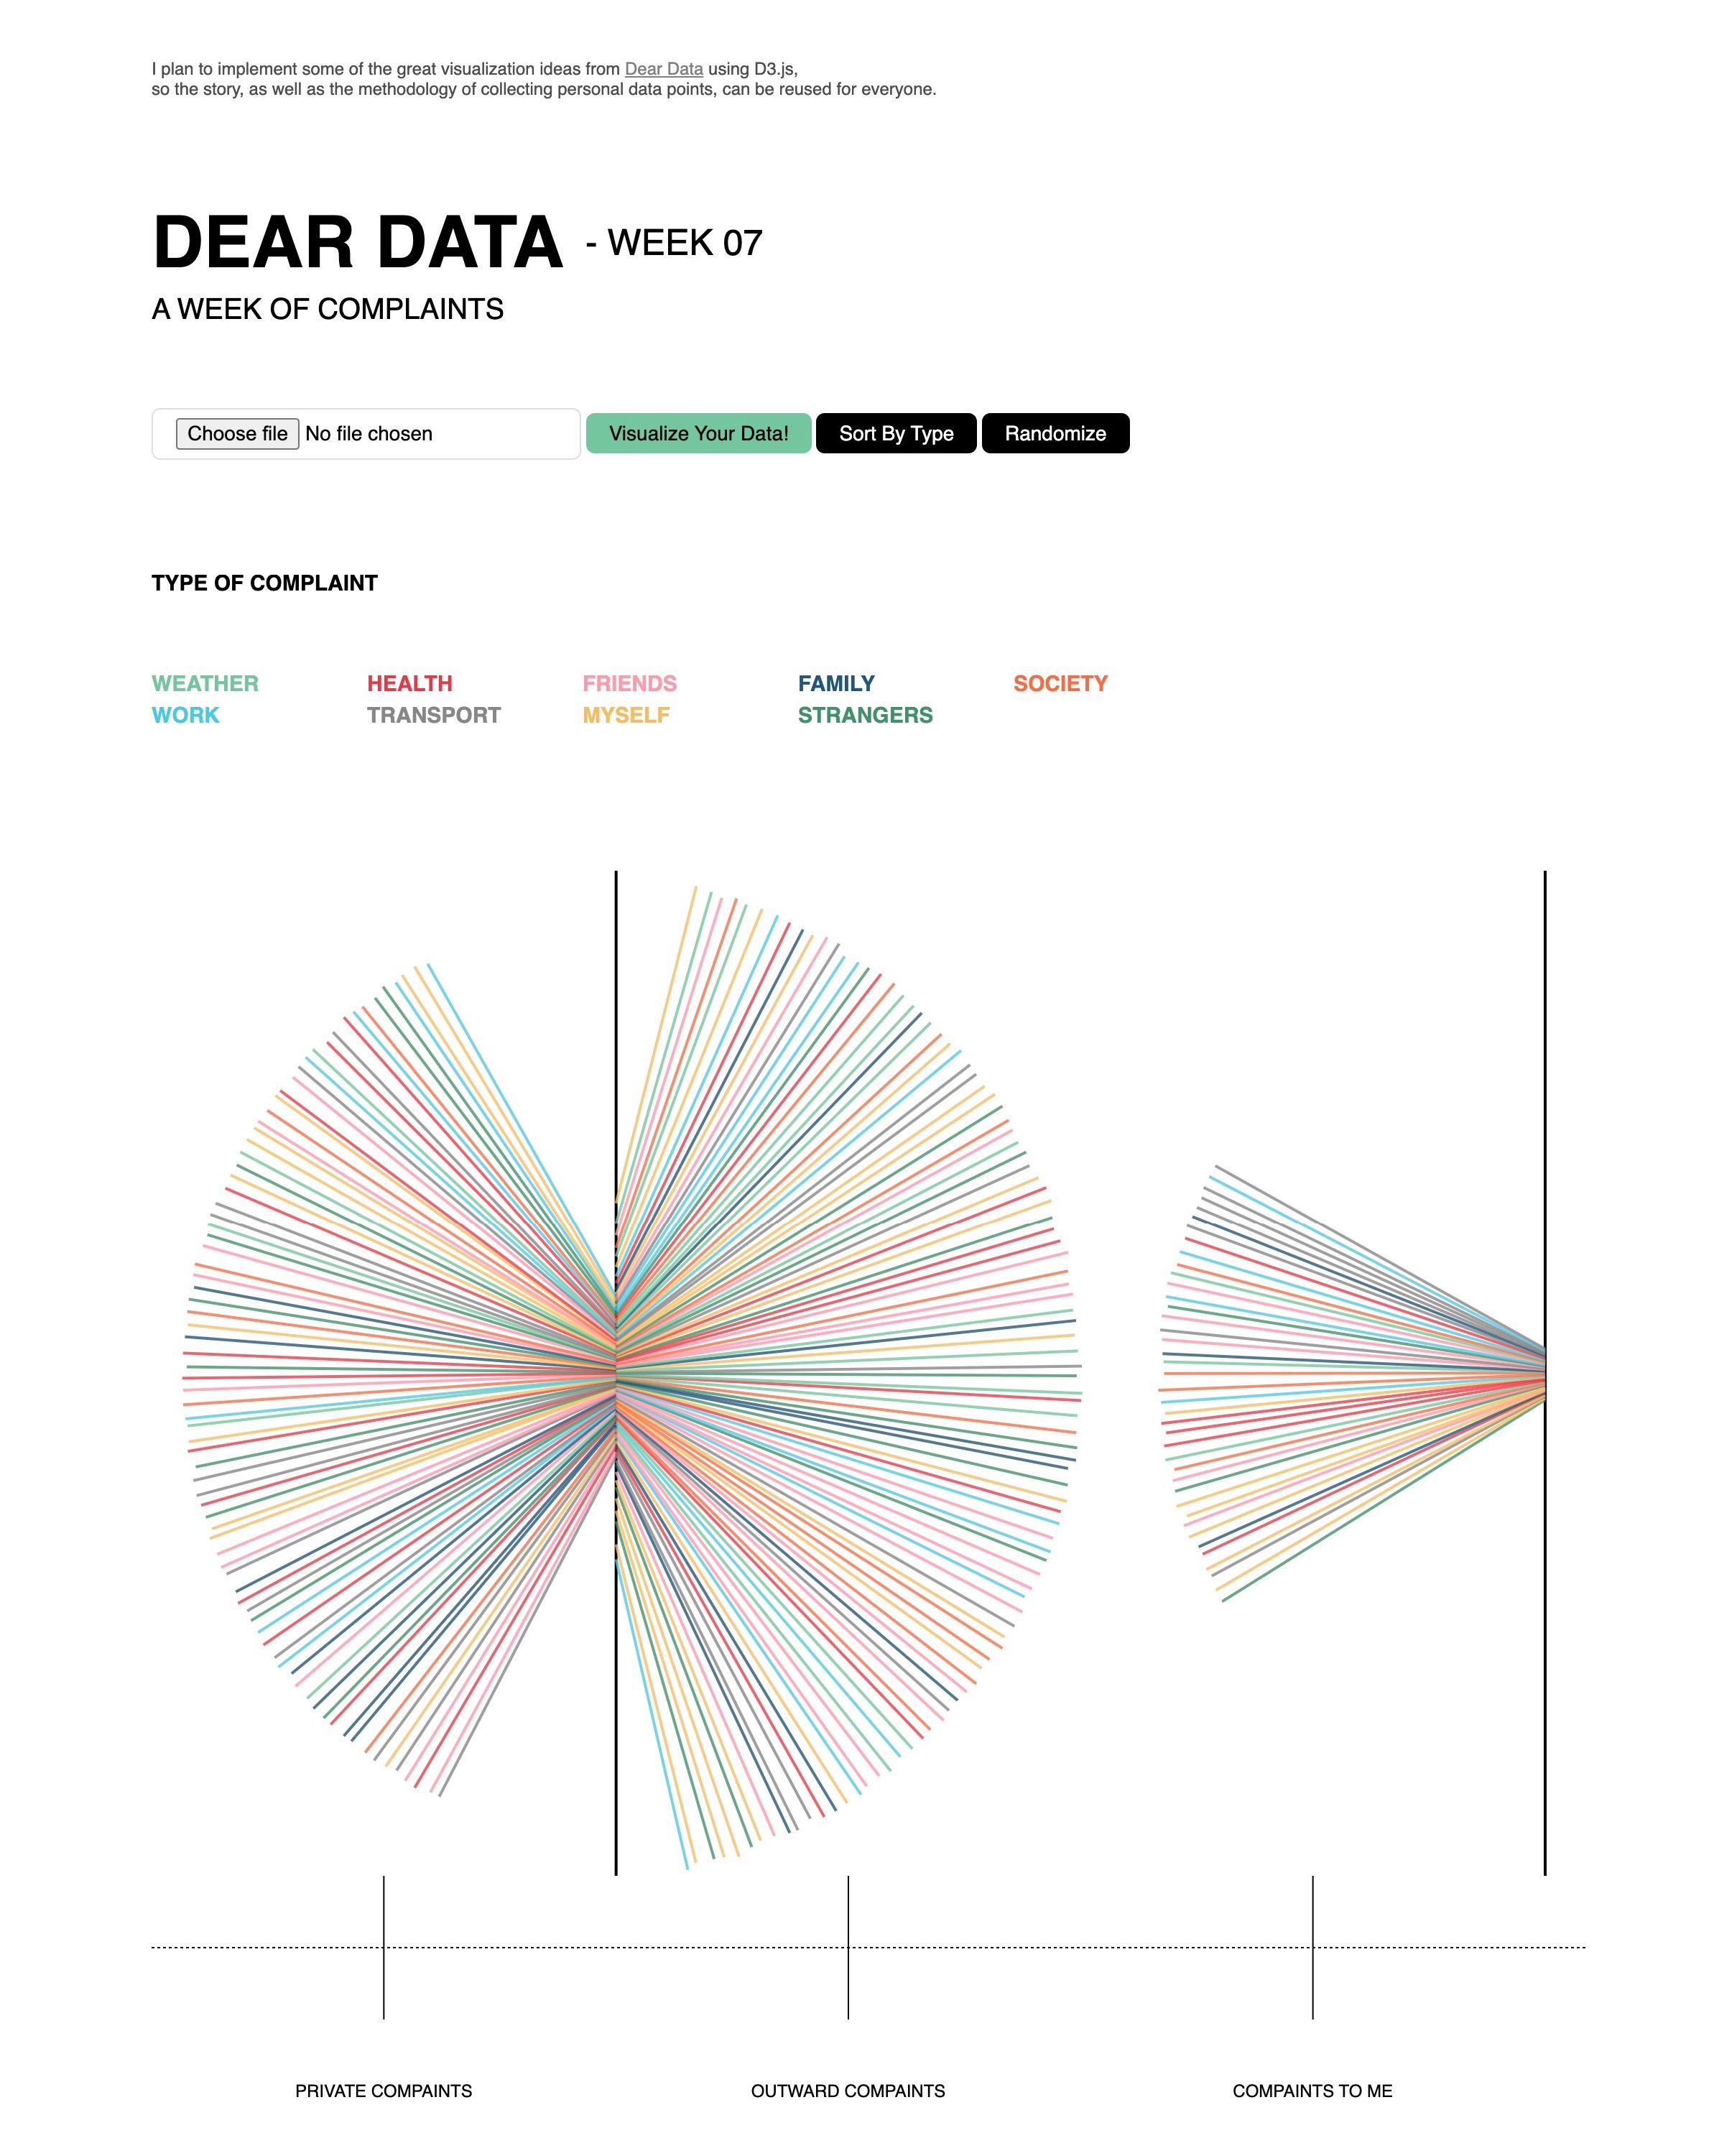 I plan to implement some of the great visualization ideas from Dear Data using D3.js,
so the story, as well as the methodology of collecting personal data points, can be reused for everyone.
DEAR DATA - WEEK 07
A WEEK OF COMPLAINTS
Choose file No file chosen Visualize Your Data! Sort By Type Randomize
TYPE OF COMPLAINT
WEATHER HEALTH FRIENDS FAMILY SOCIETY
WORK TRANSPORT MYSELF STRANGERS
PRIVATE COMPAINTS OUTWARD COMPAINTS COMPAINTS TO ME